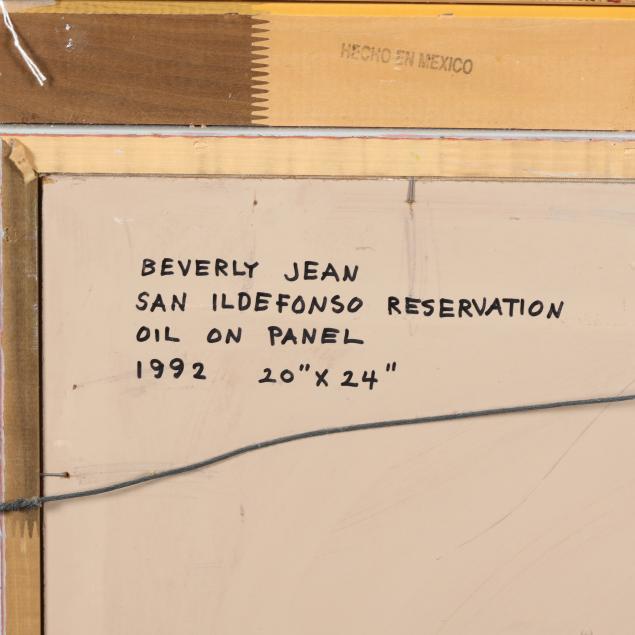 HECHO EN MEXICO
BEVERLY JEAN
SAN ILDEFONSO RESERVATION
OIL ON PANEL
1992 20" X 24"